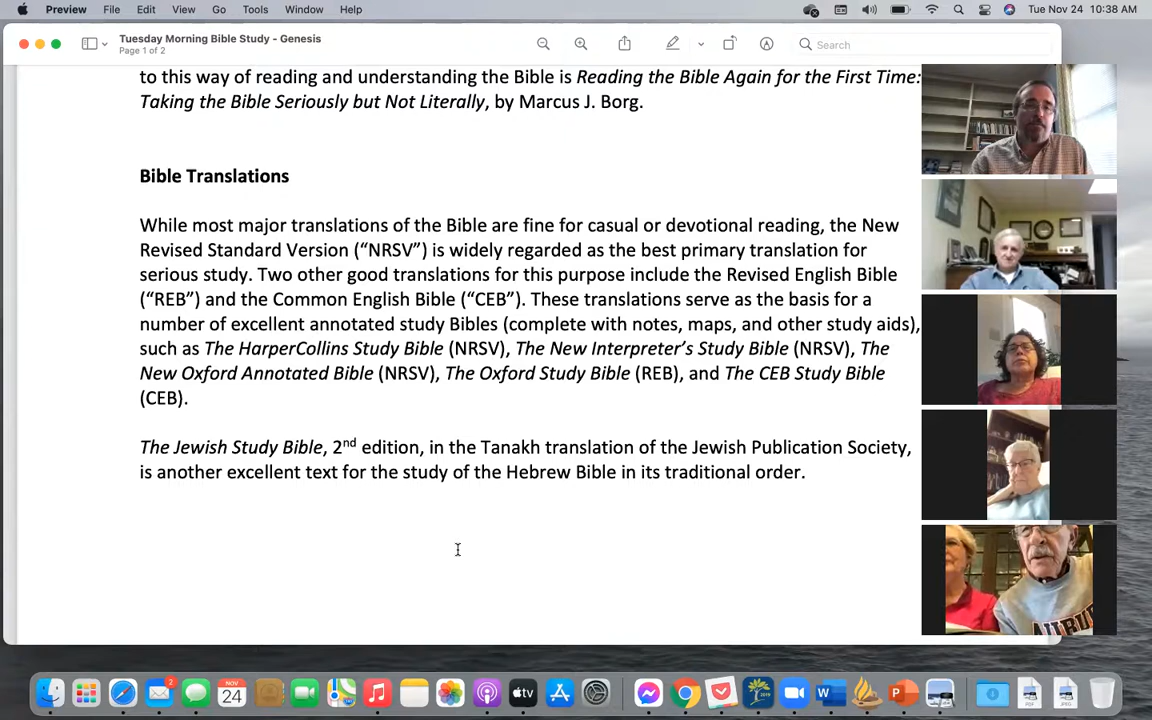 Preview File Edit View Go Tools Window Help Tue Nov 24 10:38 AM
Tuesday Morning Bible Study - Genesis
Page 1 of 2
Search
to this way of reading and understanding the Bible is Reading the Bible Again for the First Time:
Taking the Bible Seriously but Not Literally, by Marcus J. Borg.
Bible Translations
While most major translations of the Bible are fine for casual or devotional reading, the New
Revised Standard Version (“NRSV”) is widely regarded as the best primary translation for
serious study. Two other good translations for this purpose include the Revised English Bible
(“REB”) and the Common English Bible (“CEB”). These translations serve as the basis for a
number of excellent annotated study Bibles (complete with notes, maps, and other study aids),
such as The HarperCollins Study Bible (NRSV), The New Interpreter’s Study Bible (NRSV), The
New Oxford Annotated Bible (NRSV), The Oxford Study Bible (REB), and The CEB Study Bible
(CEB).
The Jewish Study Bible, 2nd edition, in the Tanakh translation of the Jewish Publication Society,
is another excellent text for the study of the Hebrew Bible in its traditional order.
2
NOV
24
tv
W
P